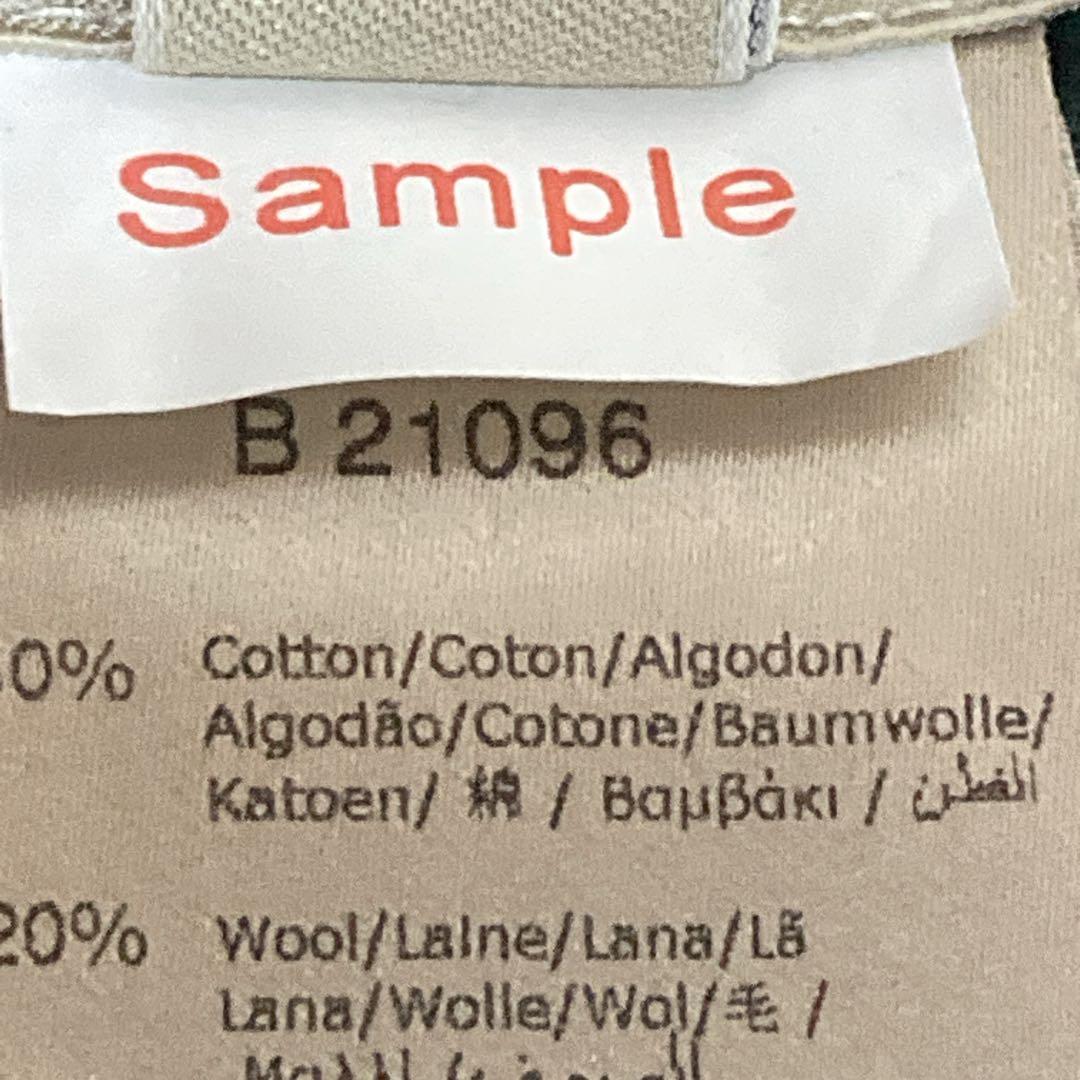 Sample
B 21096
0% Cotton/Coton/Algodon/
Algodão/Cotone/Baumwolle/
Katoen/ 綿 / Βαμβάκι / القطن
20% Wool/Laine/Lana/Lã
Lana/Wolle/Wol/毛 /